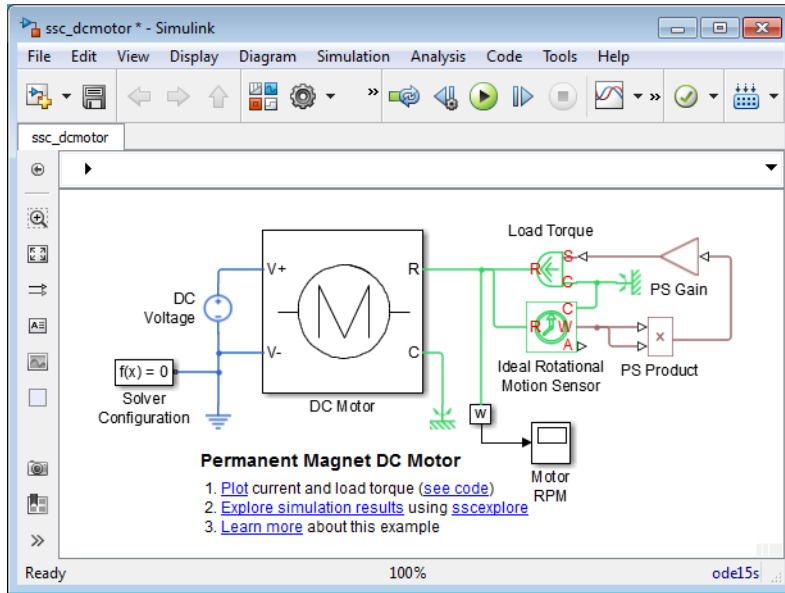 ssc_dcmotor * - Simulink
File Edit View Display Diagram Simulation Analysis Code Tools Help
» »
ssc_dcmotor
Load Torque
R S C
PS Gain
V+ R
DC
Voltage
M
C
R W
A
×
V- C
f(x) = 0
Ideal Rotational
Motion Sensor
PS Product
Solver
Configuration
DC Motor
w
Permanent Magnet DC Motor
Motor
RPM
1. Plot current and load torque (see code)
2. Explore simulation results using sscexplore
3. Learn more about this example
A
»
Ready 100% ode15s